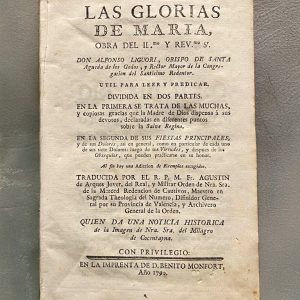 LAS GLORIAS
DE MARIA,
OBRA DEL IL.mo Y REV.mo Sr.
DON ALFONSO LIGUORI, OBISPO DE SANTA
Agueda de los Godos, y Rector Mayor de la Congre-
gacion del Santisimo Redentor.
UTIL PARA LEER Y PREDICAR.
DIVIDIDA EN DOS PARTES.
EN LA PRIMERA SE TRATA DE LAS MUCHAS,
y copiosas gracias que la Madre de Dios dispensa á sus
devotos, declaradas en diferentes puntos
sobre la Salve Regina,
EN LA SEGUNDA DE SUS FIESTAS PRINCIPALES,
y de sus Dolores, asi en general, como en particular de cada uno
de sus siete Dolores: luego de sus Virtudes, y despues de los
Obsequios, que pueden practicarse en su honor.
Al fin hay una Adicion de Exemplos escogidos.
TRADUCIDA POR EL R. P. M. Fr. AGUSTIN
de Arques Jover, del Real, y Militar Orden de Nra. Sra.
de la Merced Redencion de Cautivos, Maestro en
Sagrada Theologia del Numero, Difinidor Gene-
ral por su Provincia de Valencia, y Archivero
General de la Orden.
QUIEN DA UNA NOTICIA HISTORICA
de la Imagen de Nra. Sra. del Milagro
de Cocentayna.
CON PRIVILEGIO.
EN LA IMPRENTA DE D. BENITO MONFORT,